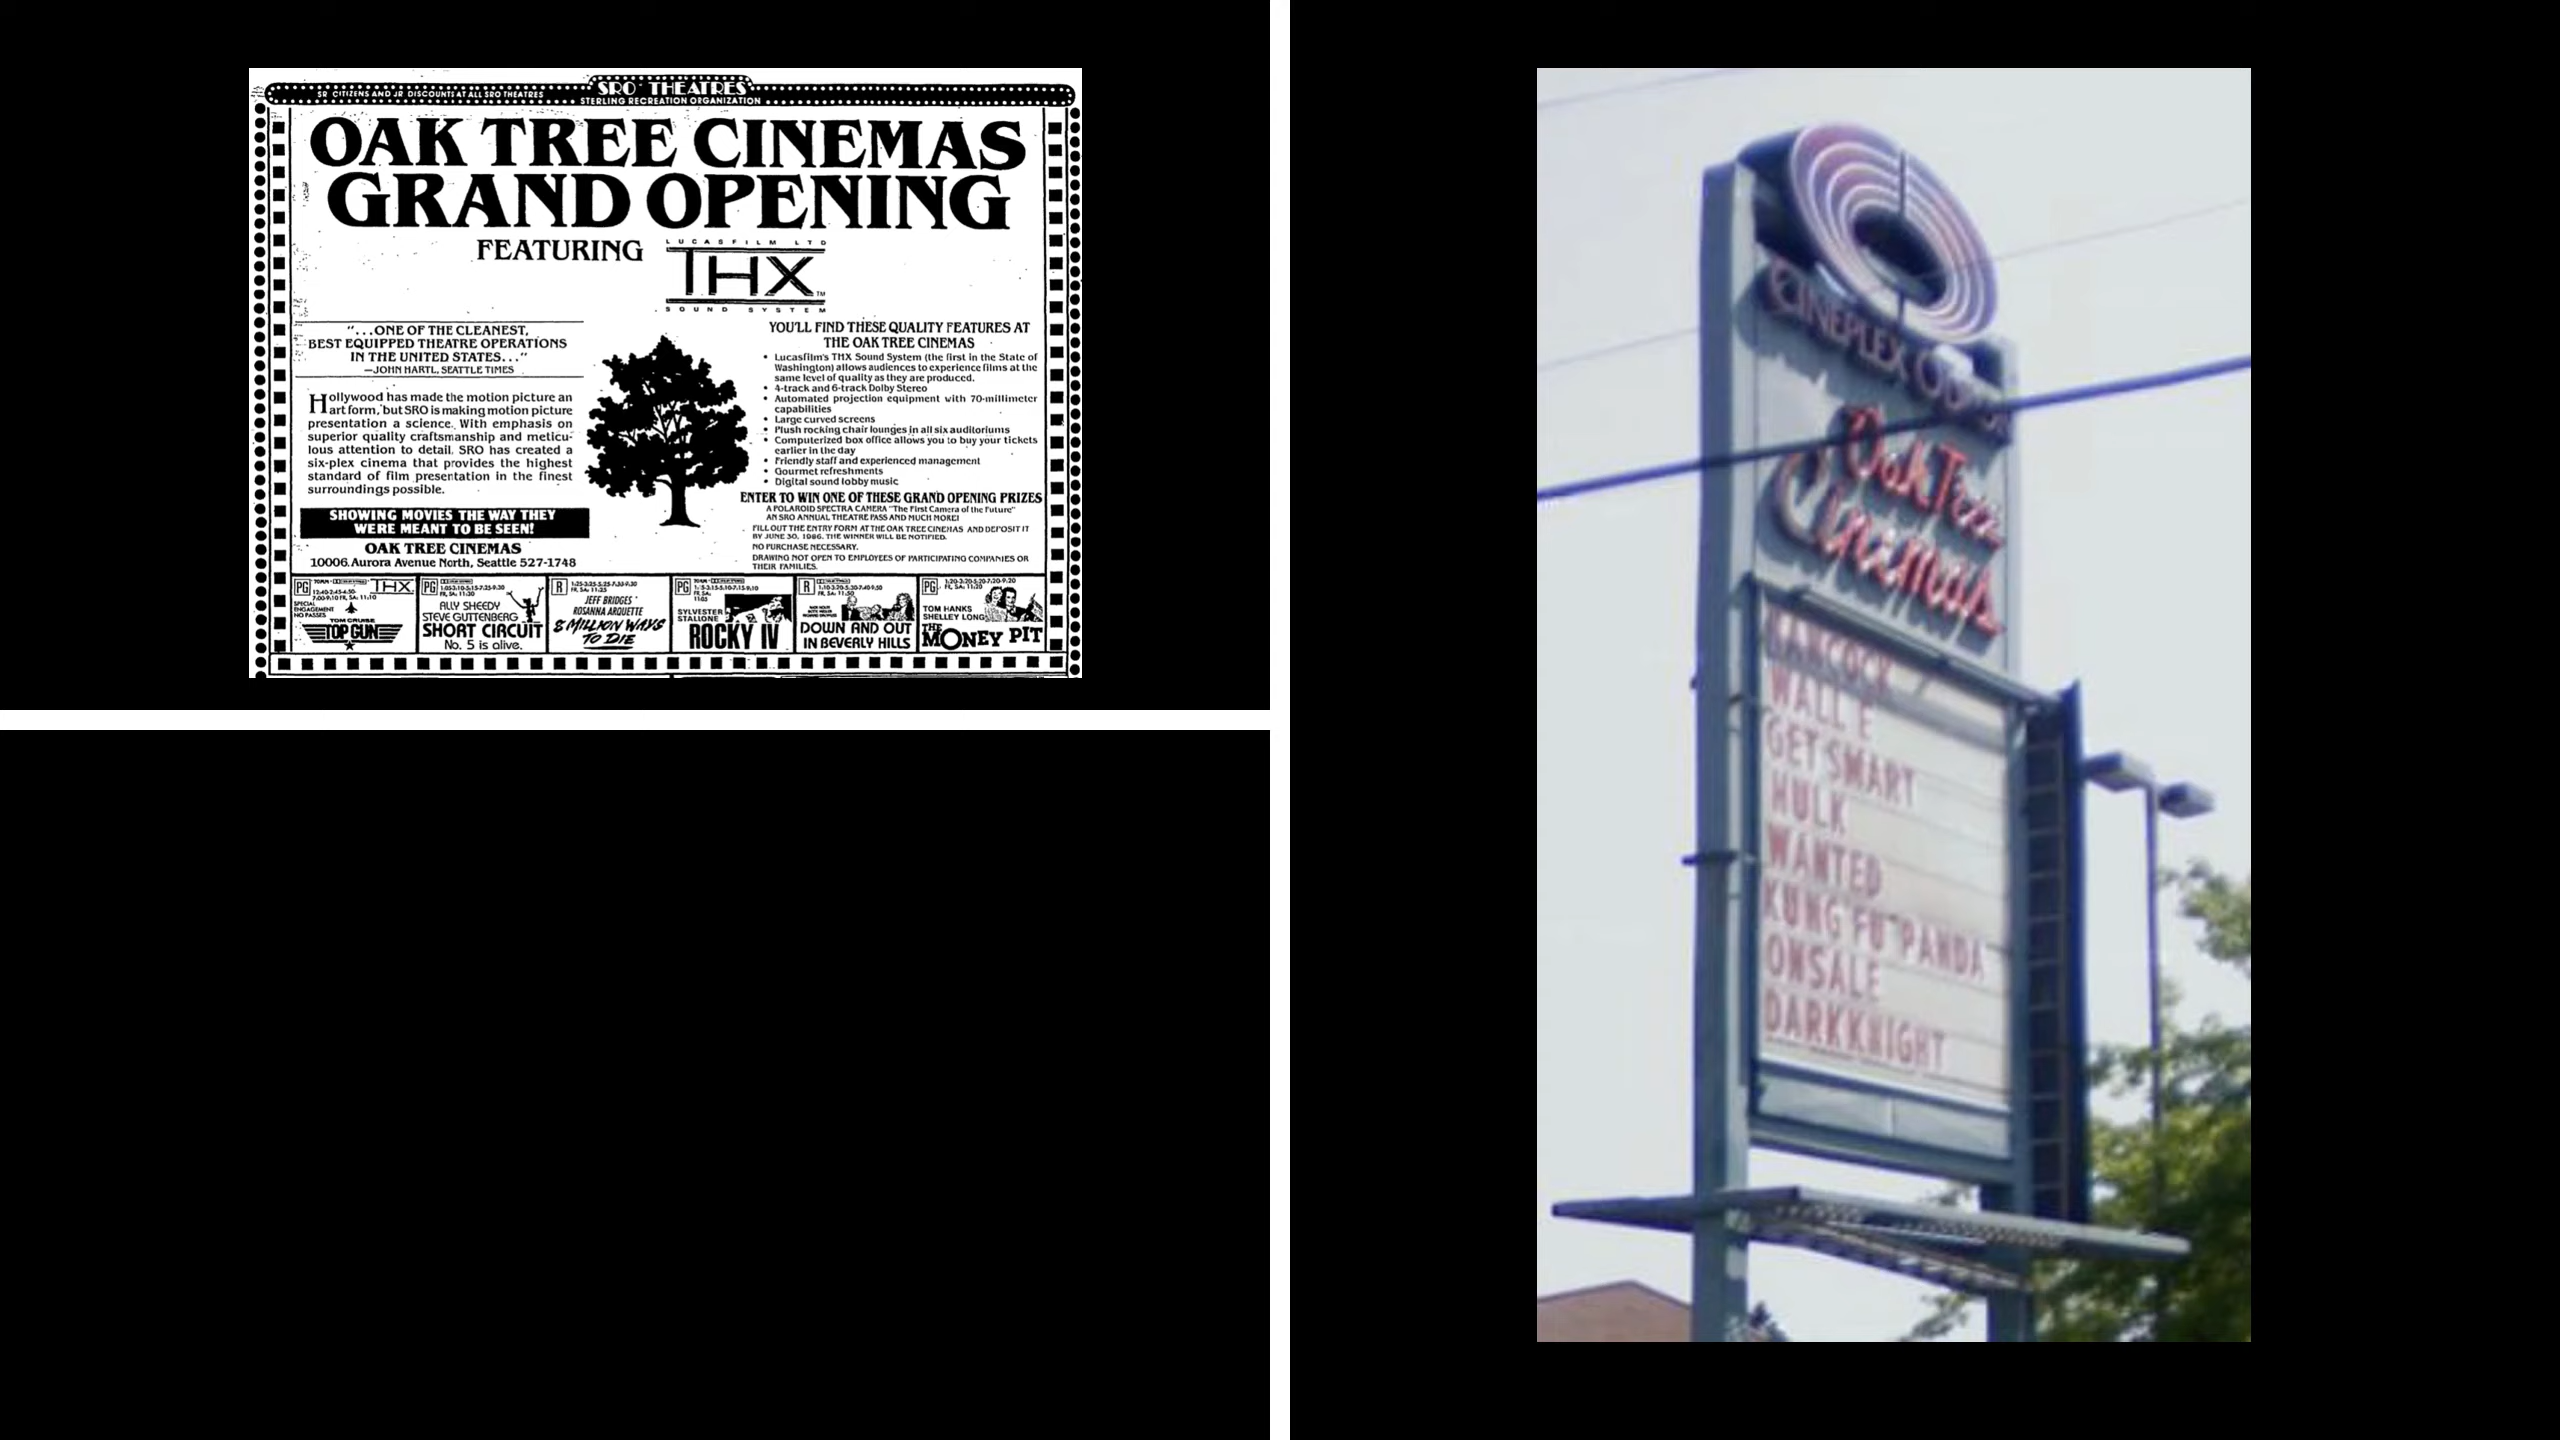 SR CITIZENS AND JR DISCOUNTS AT ALL SRO THEATRES
SRO THEATRES
STERLING RECREATION ORGANIZATION
OAK TREE CINEMAS
GRAND OPENING
FEATURING
LUCASFILM LTD
THX TM
SOUND SYSTEM
"...ONE OF THE CLEANEST,
BEST EQUIPPED THEATRE OPERATIONS
IN THE UNITED STATES..."
—JOHN HARTL, SEATTLE TIMES
Hollywood has made the motion picture an
art form, but SRO is making motion picture
presentation a science. With emphasis on
superior quality craftsmanship and meticu-
lous attention to detail, SRO has created a
six-plex cinema that provides the highest
standard of film presentation in the finest
surroundings possible.
SHOWING MOVIES THE WAY THEY
WERE MEANT TO BE SEEN!
OAK TREE CINEMAS
10006 Aurora Avenue North, Seattle 527-1748
YOU'LL FIND THESE QUALITY FEATURES AT
THE OAK TREE CINEMAS
• Lucasfilm's THX Sound System (the first in the State of
Washington) allows audiences to experience films at the
same level of quality as they are produced.
• 4-track and 6-track Dolby Stereo
• Automated projection equipment with 70-millimeter
capabilities
• Large curved screens
• Plush rocking chair lounges in all six auditoriums
• Computerized box office allows you to buy your tickets
earlier in the day
• Friendly staff and experienced management
• Gourmet refreshments
• Digital sound lobby music
ENTER TO WIN ONE OF THESE GRAND OPENING PRIZES
A POLAROID SPECTRA CAMERA "The First Camera of the Future"
AN SRO ANNUAL THEATRE PASS AND MUCH MORE!
FILL OUT THE ENTRY FORM AT THE OAK TREE CINEMAS AND DEPOSIT IT
BY JUNE 30, 1986. THE WINNER WILL BE NOTIFIED.
NO PURCHASE NECESSARY.
DRAWING NOT OPEN TO EMPLOYEES OF PARTICIPATING COMPANIES OR
THEIR FAMILIES.
PG
THX
SPECIAL
ENGAGEMENT
NO PASSES
TOM CRUISE
TOP GUN
PG
ALLY SHEEDY
STEVE GUTTENBERG
SHORT CIRCUIT
No. 5 is alive.
R
JEFF BRIDGES
ROSANNA ARQUETTE
8 MILLION WAYS
TO DIE
PG
SYLVESTER
STALLONE
ROCKY IV
R
DOWN AND OUT
IN BEVERLY HILLS
PG
TOM HANKS
SHELLEY LONG
THE
MONEY PIT
CINEPLEX ODEON
Oak Tree
Cinemas
HANCOCK
WALL E
GET SMART
HULK
WANTED
KUNG FU PANDA
ONSALE
DARKKNIGHT